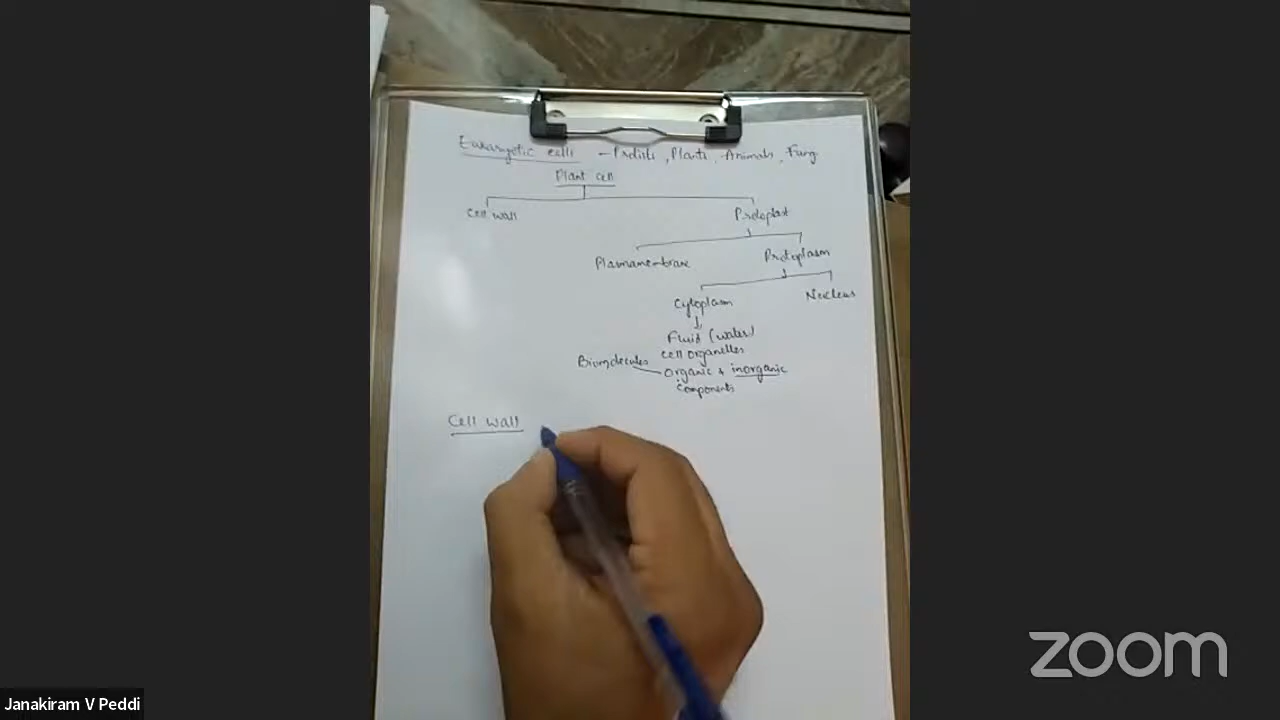 Eukaryotic cells - Protists, Plants, Animals, Fungi
Plant cell
Cell wall Protoplast
Plasmamembrane Protoplasm
Cytoplasm Nucleus
Fluid (water)
cell organelles
Biomolecules organic + inorganic
components
Cell wall
zoom
Janakiram V Peddi